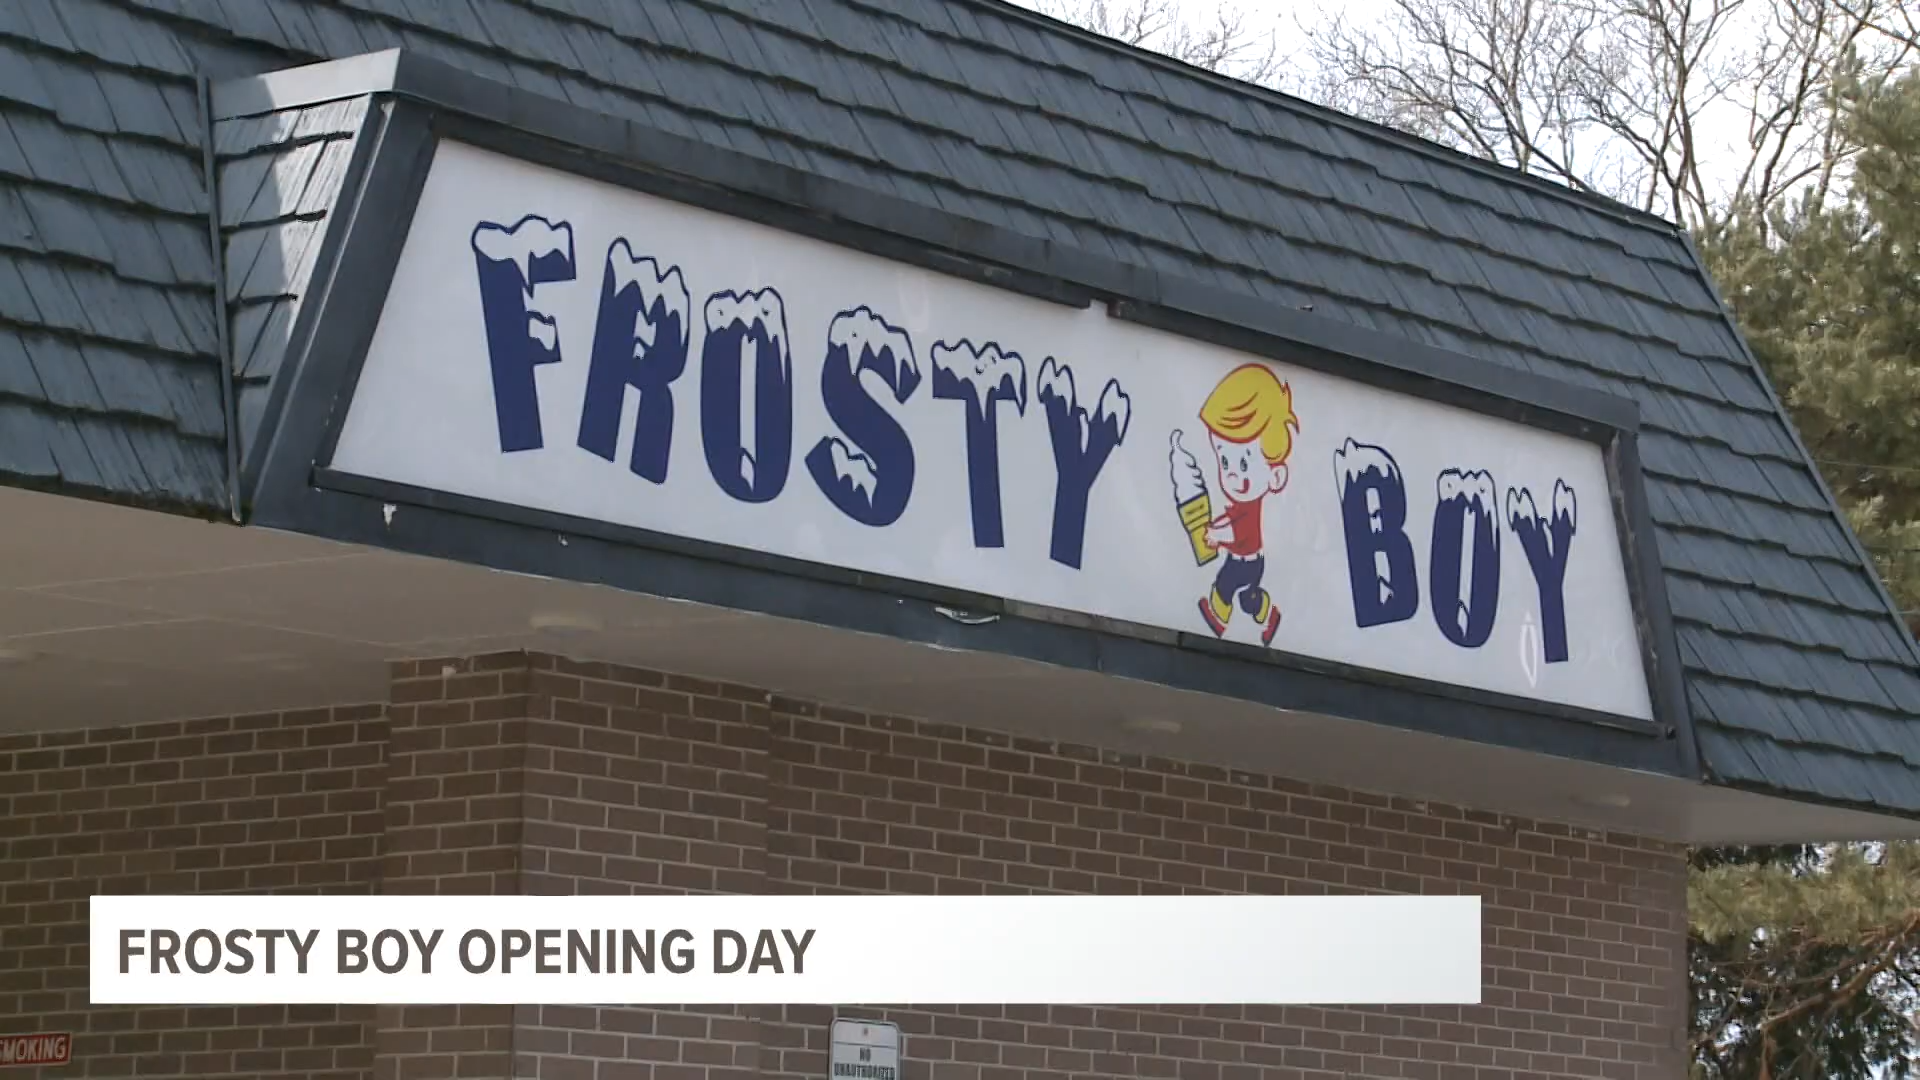 FROSTY BOY
FROSTY BOY OPENING DAY
SMOKING
NO
UNAUTHORIZED